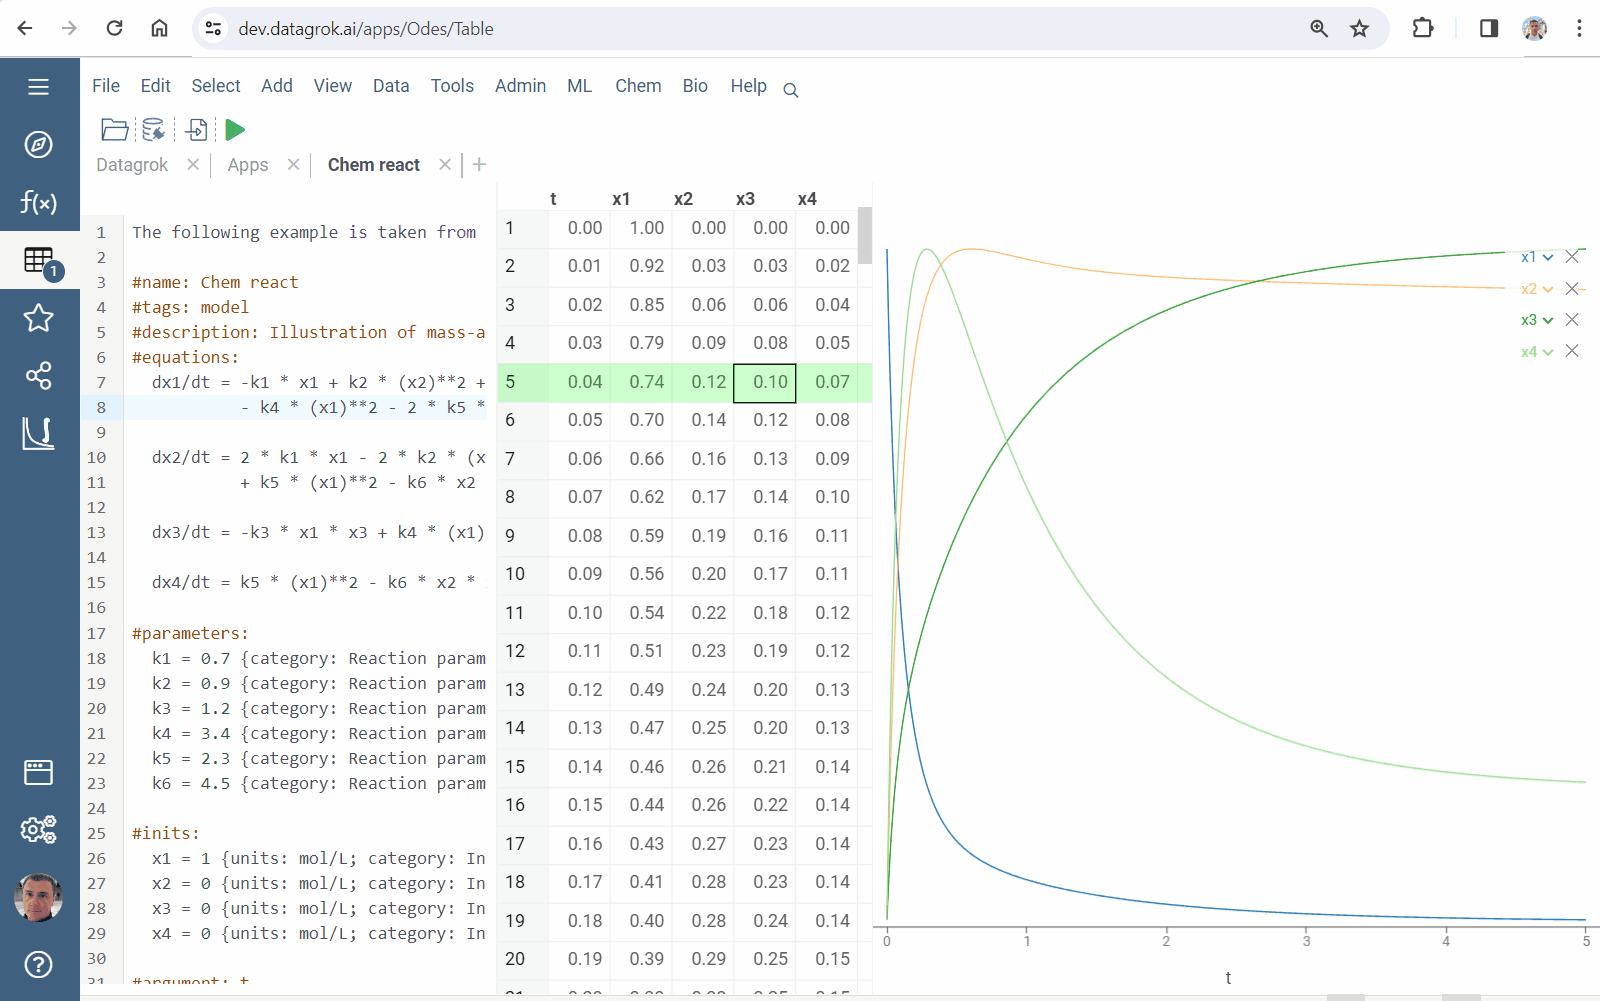 dev.datagrok.ai/apps/Odes/Table
File Edit Select Add View Data Tools Admin ML Chem Bio Help
Datagrok Apps Chem react
f(x)
1
1 The following example is taken from
2
3 #name: Chem react
4 #tags: model
5 #description: Illustration of mass-a
6 #equations:
7 dx1/dt = -k1 * x1 + k2 * (x2)**2 +
8 - k4 * (x1)**2 - 2 * k5 *
9
10 dx2/dt = 2 * k1 * x1 - 2 * k2 * (x
11 + k5 * (x1)**2 - k6 * x2
12
13 dx3/dt = -k3 * x1 * x3 + k4 * (x1)
14
15 dx4/dt = k5 * (x1)**2 - k6 * x2 *
16
17 #parameters:
18 k1 = 0.7 {category: Reaction param
19 k2 = 0.9 {category: Reaction param
20 k3 = 1.2 {category: Reaction param
21 k4 = 3.4 {category: Reaction param
22 k5 = 2.3 {category: Reaction param
23 k6 = 4.5 {category: Reaction param
24
25 #inits:
26 x1 = 1 {units: mol/L; category: In
27 x2 = 0 {units: mol/L; category: In
28 x3 = 0 {units: mol/L; category: In
29 x4 = 0 {units: mol/L; category: In
30
31 #argument: t
t x1 x2 x3 x4
1 0.00 1.00 0.00 0.00 0.00
2 0.01 0.92 0.03 0.03 0.02
3 0.02 0.85 0.06 0.06 0.04
4 0.03 0.79 0.09 0.08 0.05
5 0.04 0.74 0.12 0.10 0.07
6 0.05 0.70 0.14 0.12 0.08
7 0.06 0.66 0.16 0.13 0.09
8 0.07 0.62 0.17 0.14 0.10
9 0.08 0.59 0.19 0.16 0.11
10 0.09 0.56 0.20 0.17 0.11
11 0.10 0.54 0.22 0.18 0.12
12 0.11 0.51 0.23 0.19 0.12
13 0.12 0.49 0.24 0.20 0.13
14 0.13 0.47 0.25 0.20 0.13
15 0.14 0.46 0.26 0.21 0.14
16 0.15 0.44 0.26 0.22 0.14
17 0.16 0.43 0.27 0.23 0.14
18 0.17 0.41 0.28 0.23 0.14
19 0.18 0.40 0.28 0.24 0.14
20 0.19 0.39 0.29 0.25 0.15
x1
x2
x3
x4
0 1 2 3 4 5
t